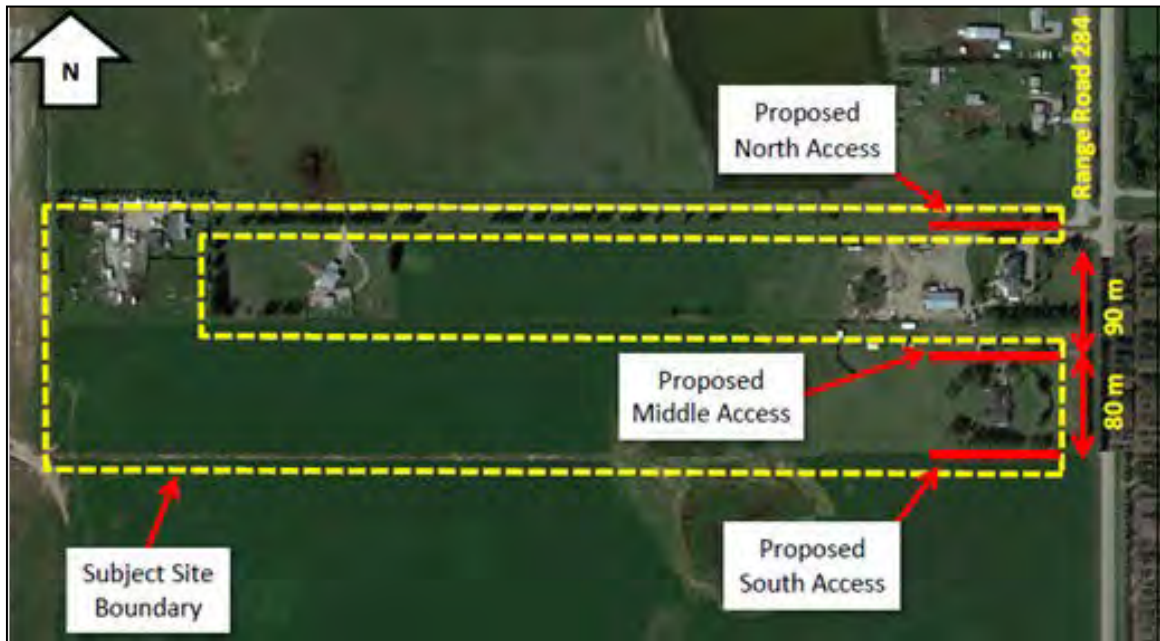 N
Proposed
North Access
Range Road 284
90 m
Proposed
Middle Access
80 m
Proposed
South Access
Subject Site
Boundary